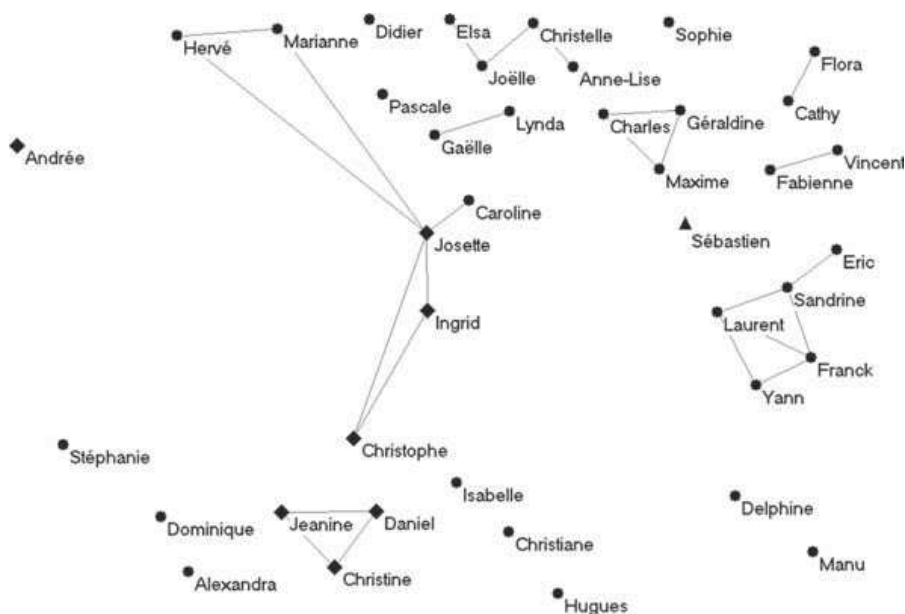 Hervé
Marianne
Didier
Elsa
Christelle
Sophie
Joëlle
Anne-Lise
Flora
Pascale
Lynda
Gaëlle
Charles
Géraldine
Cathy
Andrée
Maxime
Fabienne
Vincent
Caroline
Josette
Sébastien
Eric
Sandrine
Ingrid
Laurent
Franck
Yann
Christophe
Stéphanie
Isabelle
Delphine
Dominique
Jeanine
Daniel
Christiane
Manu
Alexandra
Christine
Hugues